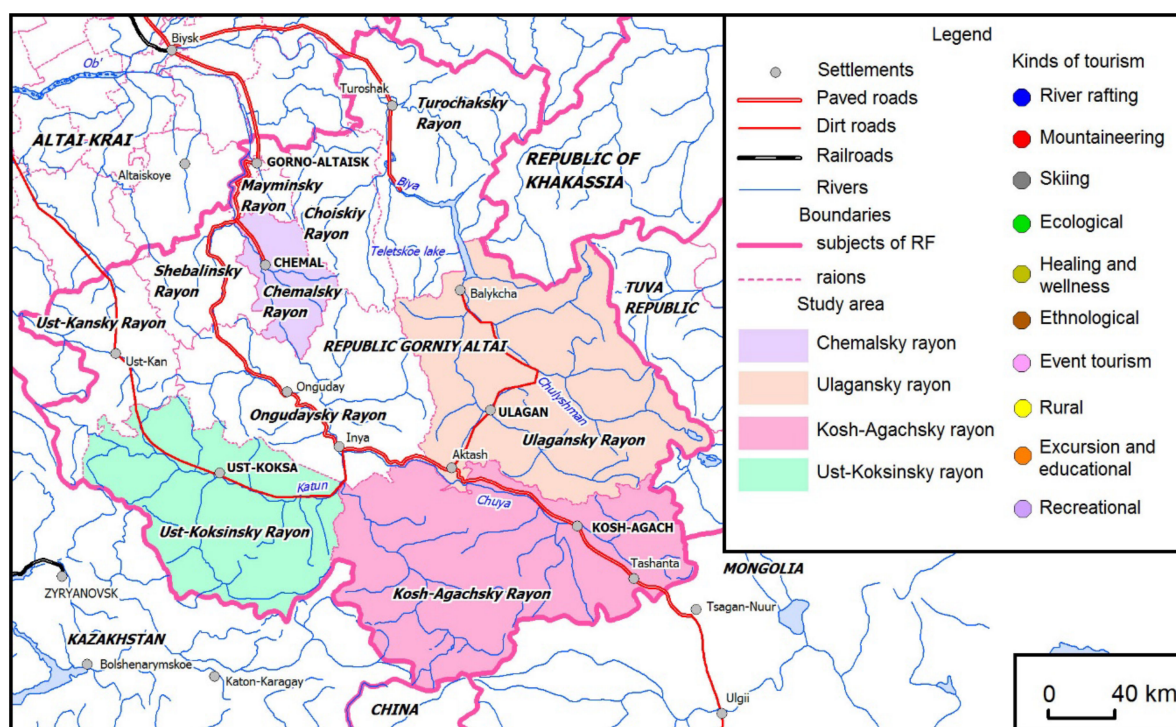 Biysk
Ob'
Turoshak
Turochaksky
Rayon
ALTAI KRAI
Altaiskoye
GORNO-ALTAISK
REPUBLIC OF
KHAKASSIA
Mayminsky
Rayon
Biya
Choiskiy
Rayon
Teletskoe lake
Shebalinsky
Rayon
CHEMAL
Chemalsky
Rayon
Balykcha
TUVA
REPUBLIC
Ust-Kansky Rayon
REPUBLIC GORNIY ALTAI
Ust-Kan
Onguday
Chulyshman
Ongudaysky Rayon
ULAGAN
Ulagansky Rayon
Inya
Aktash
UST-KOKSA
Katun
Chuya
Ust-Koksinsky Rayon
KOSH-AGACH
Tashanta
MONGOLIA
ZYRYANOVSK
Kosh-Agachsky Rayon
Tsagan-Nuur
KAZAKHSTAN
Bolshenarymskoe
Katon-Karagay
CHINA
Ulgii
Legend
Settlements
Paved roads
Dirt roads
Railroads
Rivers
Boundaries
subjects of RF
raions
Study area
Chemalsky rayon
Ulagansky rayon
Kosh-Agachsky rayon
Ust-Koksinsky rayon
Kinds of tourism
River rafting
Mountaineering
Skiing
Ecological
Healing and
wellness
Ethnological
Event tourism
Rural
Excursion and
educational
Recreational
0 40 km